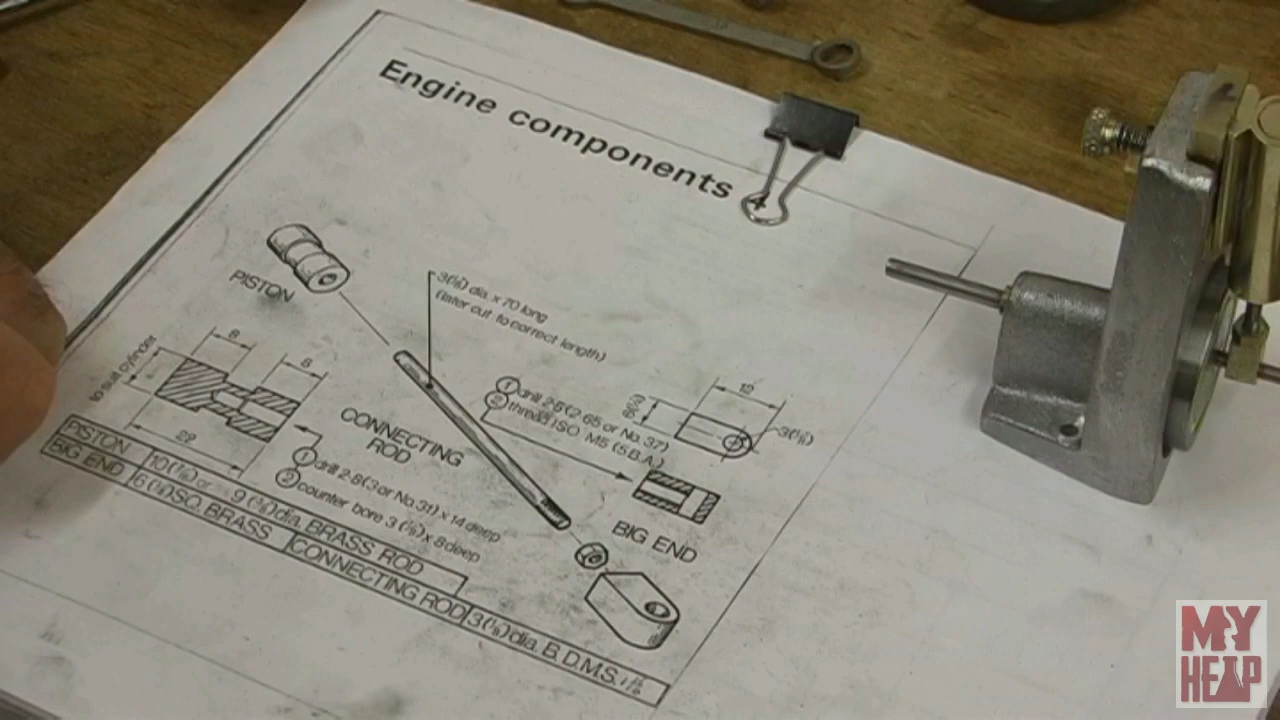 Engine components 4
PISTON
3(⅛) dia. x 70 long
(later cut to correct length)
8
6
to suit cylinder
29
CONNECTING
ROD
① drill 2·5(2·65 or No.37)
② thread ISO M5 (5 B.A.)
12
3(⅛)
① drill 2·8(3 or No.31) x 14 deep
② counter bore 3 (⅛) x 8 deep
BIG END
PISTON
10 (⅜) or 9 (⅜) dia. BRASS ROD
BIG END
6 (¼) SQ. BRASS
CONNECTING ROD
3 (⅛) dia. B.D.M.S.
MY
HEAP